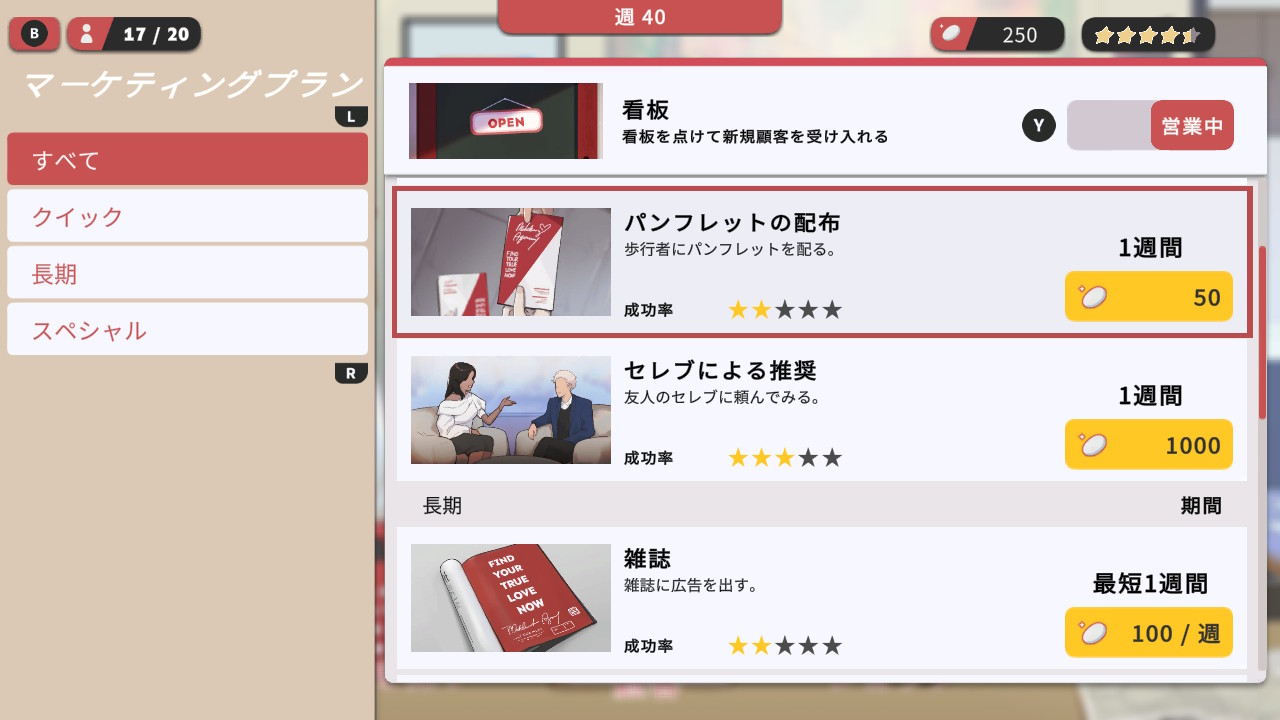 B
17 / 20
週 40
250
マーケティングプラン
L
すべて
クイック
長期
スペシャル
R
OPEN
看板
看板を点けて新規顧客を受け入れる
Y
営業中
FIND
YOUR
TRUE
LOVE
NOW
パンフレットの配布
歩行者にパンフレットを配る。
成功率
1週間
50
セレブによる推奨
友人のセレブに頼んでみる。
成功率
1週間
1000
長期
期間
FIND
YOUR
TRUE
LOVE
NOW
雑誌
雑誌に広告を出す。
成功率
最短1週間
100 / 週